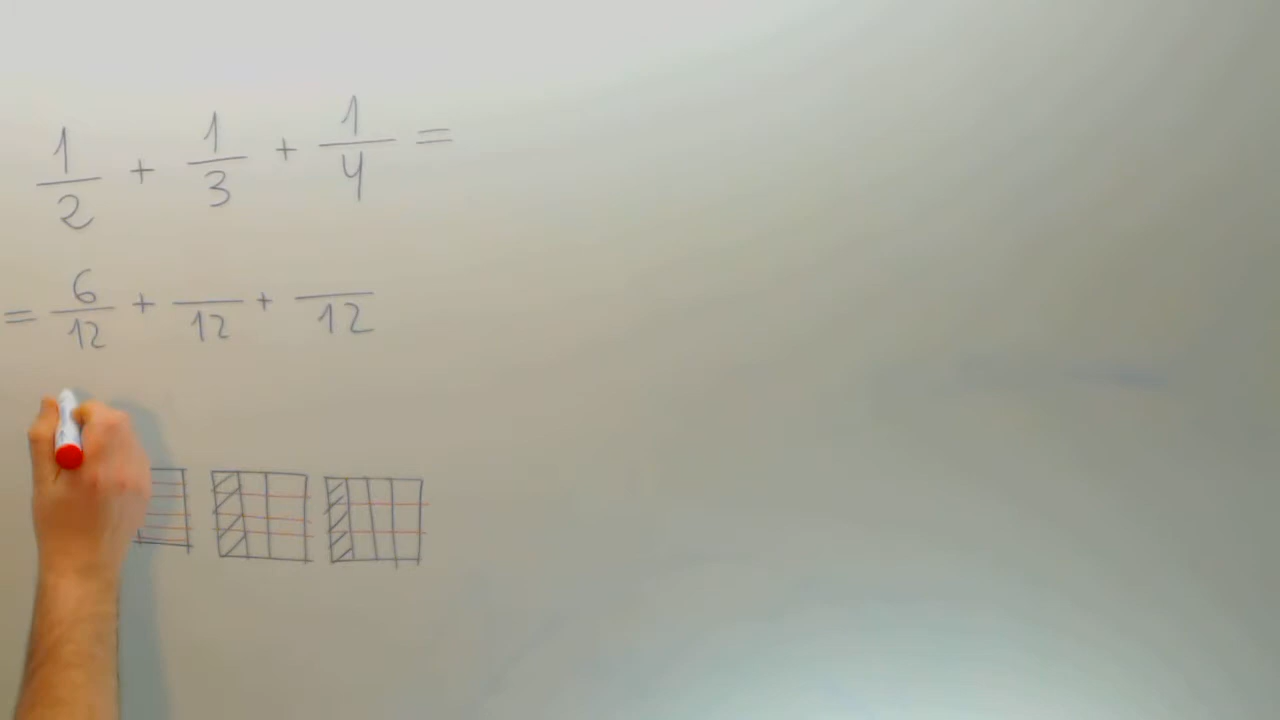 1/2 + 1/3 + 1/4 =
= 6/12 + /12 + /12